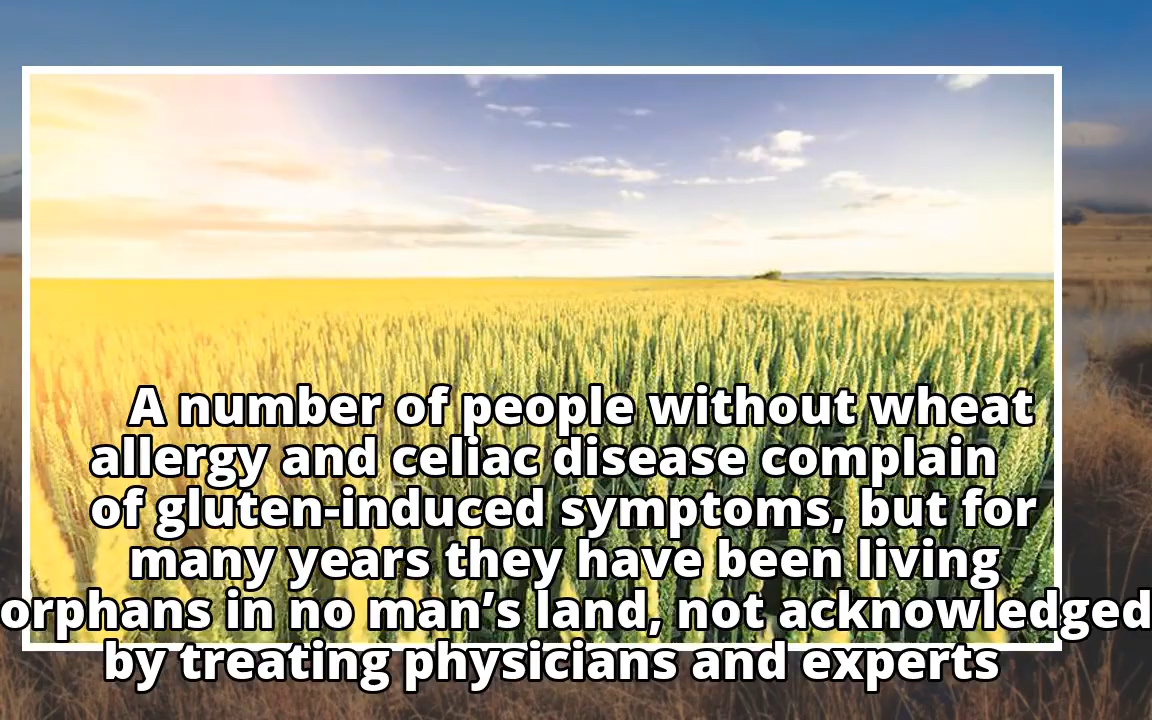 A number of people without wheat
allergy and celiac disease complain
of gluten-induced symptoms, but for
many years they have been living
orphans in no man’s land, not acknowledged
by treating physicians and experts